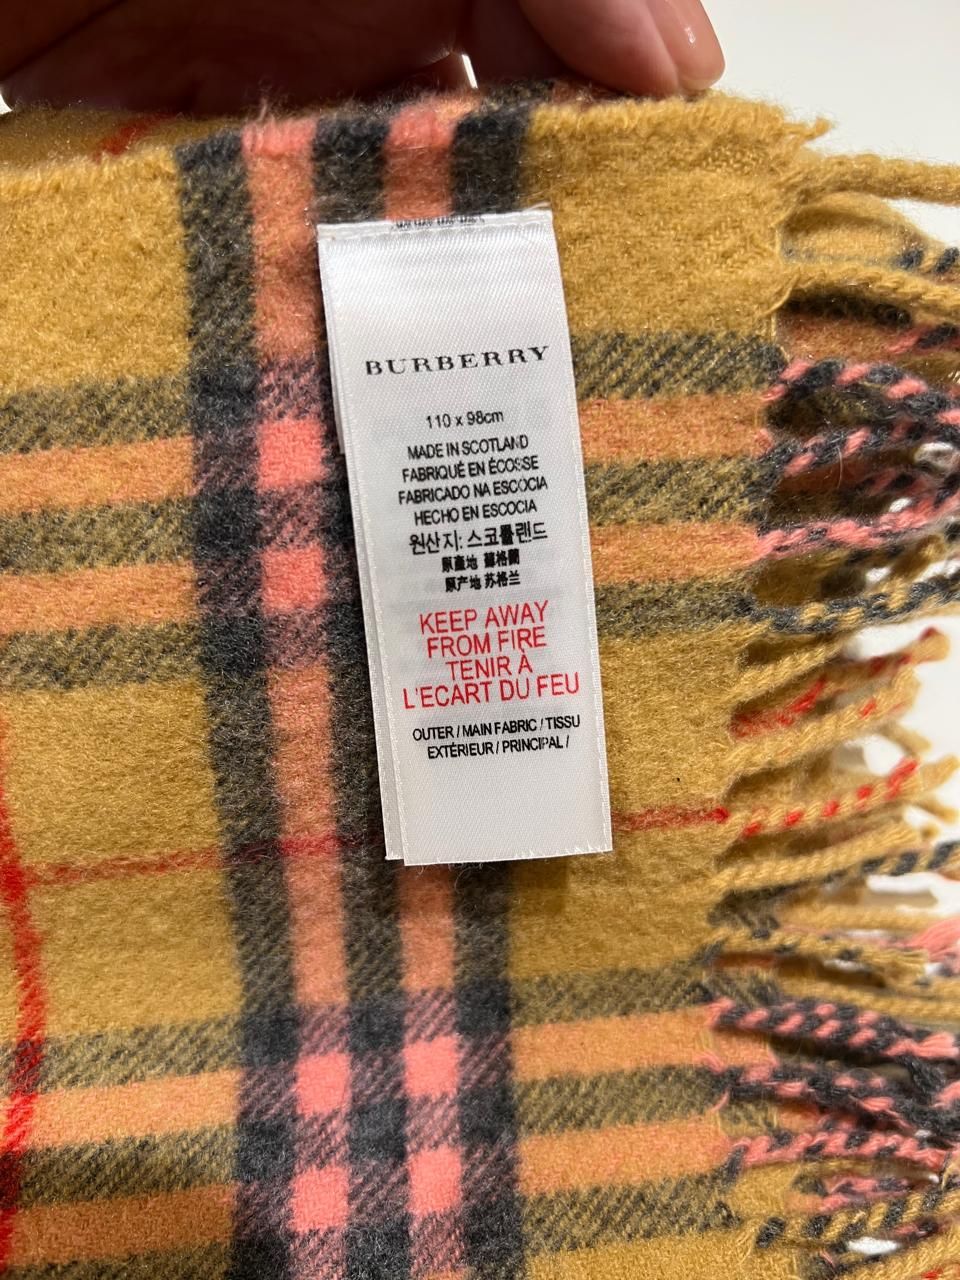 BURBERRY
110 x 98cm
MADE IN SCOTLAND
FABRIQUÉ EN ÉCOSSE
FABRICADO NA ESCÓCIA
HECHO EN ESCOCIA
원산지: 스코틀랜드
原產地 蘇格蘭
原产地 苏格兰
KEEP AWAY
FROM FIRE
TENIR À
L'ECART DU FEU
OUTER / MAIN FABRIC / TISSU
EXTÉRIEUR / PRINCIPAL /